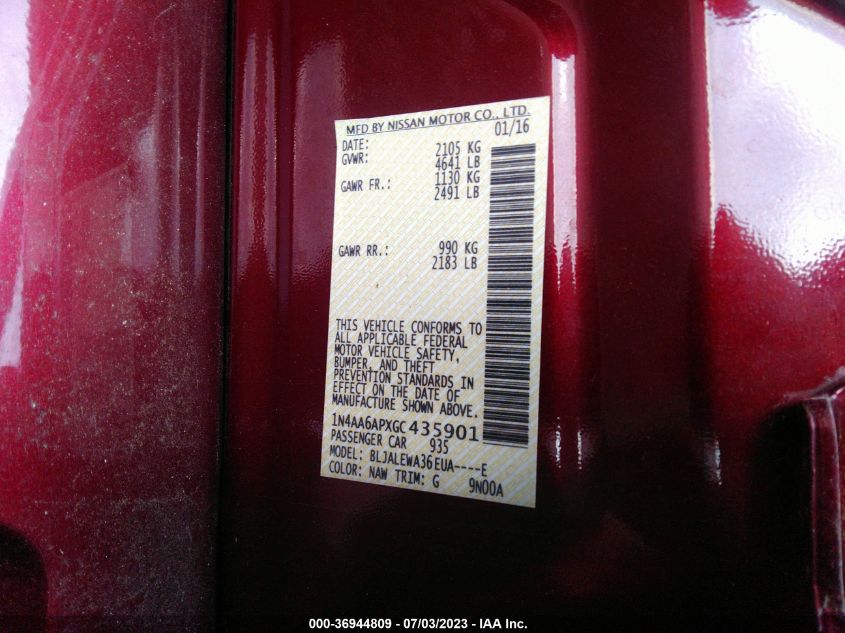 MFD BY NISSAN MOTOR CO., LTD.
DATE: 01/16
GVWR: 2105 KG
4641 LB
GAWR FR.: 1130 KG
2491 LB
GAWR RR.: 990 KG
2183 LB
THIS VEHICLE CONFORMS TO
ALL APPLICABLE FEDERAL
MOTOR VEHICLE SAFETY,
BUMPER, AND THEFT
PREVENTION STANDARDS IN
EFFECT ON THE DATE OF
MANUFACTURE SHOWN ABOVE.
1N4AA6APXGC435901
PASSENGER CAR 935
MODEL: BLJALEWA36EUA----E
COLOR: NAW TRIM: G 9N00A
000-36944809 - 07/03/2023 - IAA Inc.